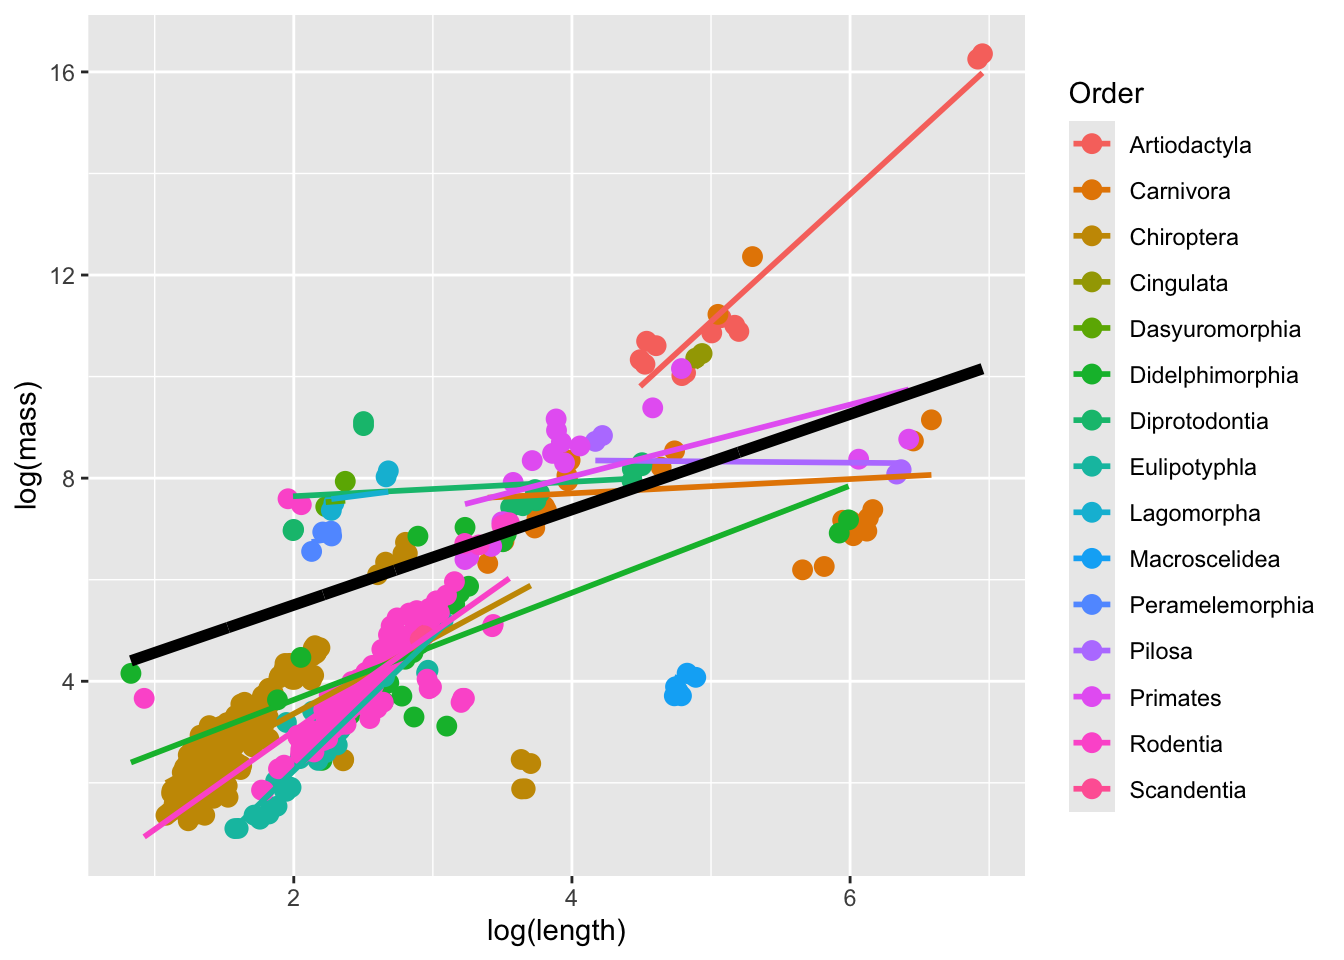 log(mass)
16
12
8
4
2
4
6
log(length)
Order
Artiodactyla
Carnivora
Chiroptera
Cingulata
Dasyuromorphia
Didelphimorphia
Diprotodontia
Eulipotyphla
Lagomorpha
Macroscelidea
Peramelemorphia
Pilosa
Primates
Rodentia
Scandentia